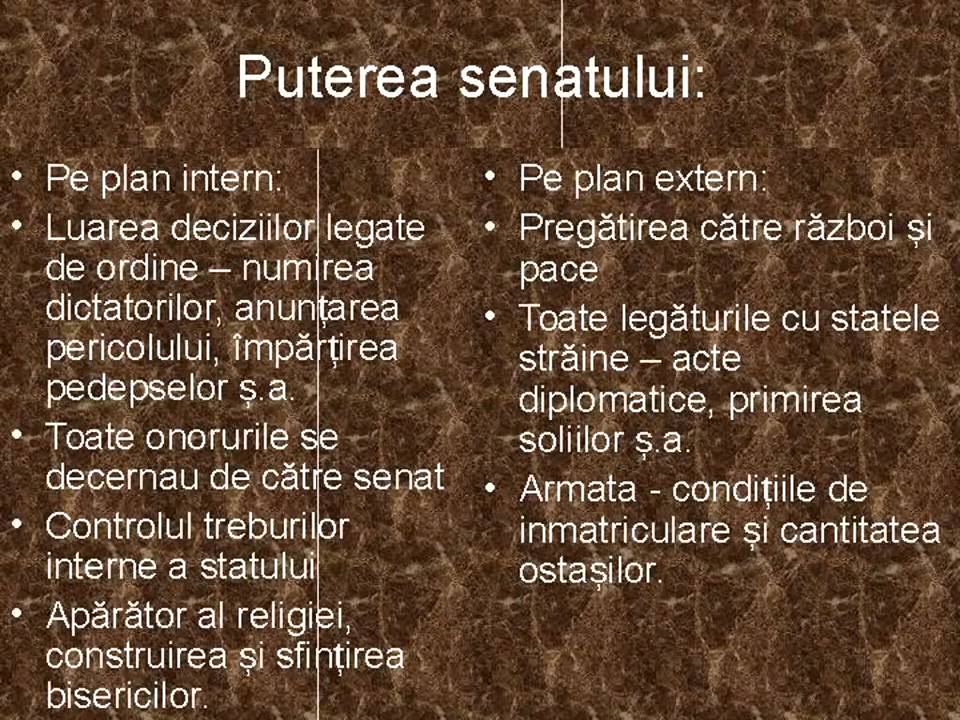 Puterea senatului:
• Pe plan intern:
• Luarea deciziilor legate
de ordine – numirea
dictatorilor, anunțarea
pericolului, împărțirea
pedepselor ș.a.
• Toate onorurile se
decernau de către senat
• Controlul treburilor
interne a statului
• Apărător al religiei,
construirea și sfințirea
bisericilor.
• Pe plan extern:
• Pregătirea către război și
pace
• Toate legăturile cu statele
străine – acte
diplomatice, primirea
soliilor ș.a.
• Armata - condițiile de
inmatriculare și cantitatea
ostașilor.